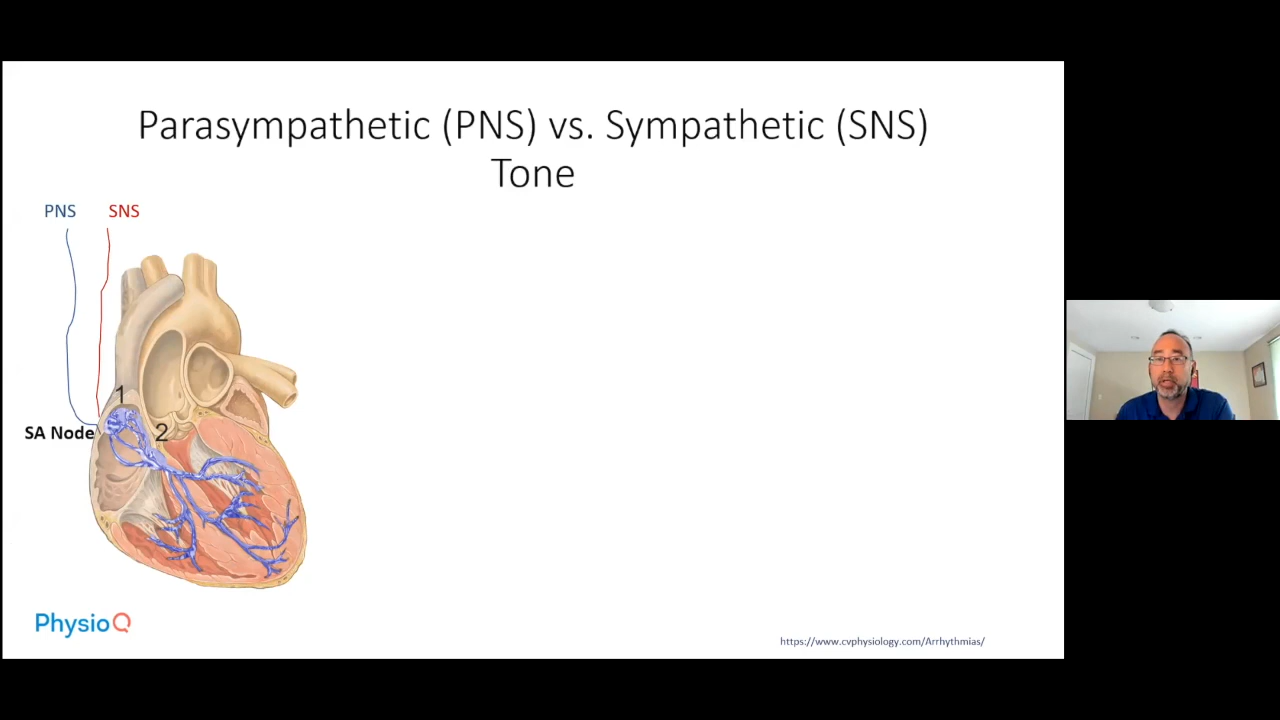 Parasympathetic (PNS) vs. Sympathetic (SNS)
Tone
PNS SNS
1
2
SA Node
PhysioQ
https://www.cvphysiology.com/Arrhythmias/